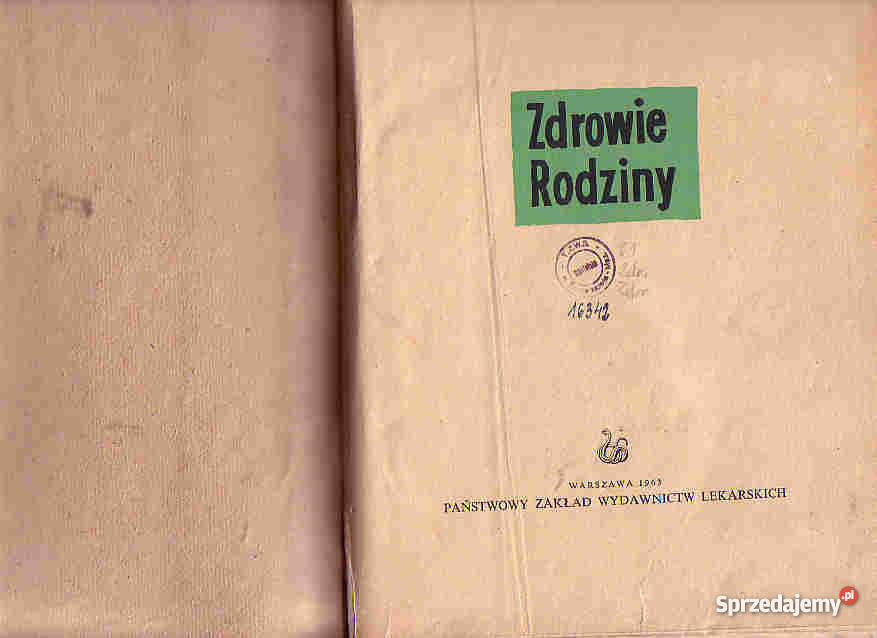 Zdrowie
Rodziny
16342
WARSZAWA 1963
PAŃSTWOWY ZAKŁAD WYDAWNICTW LEKARSKICH
Sprzedajemy.pl